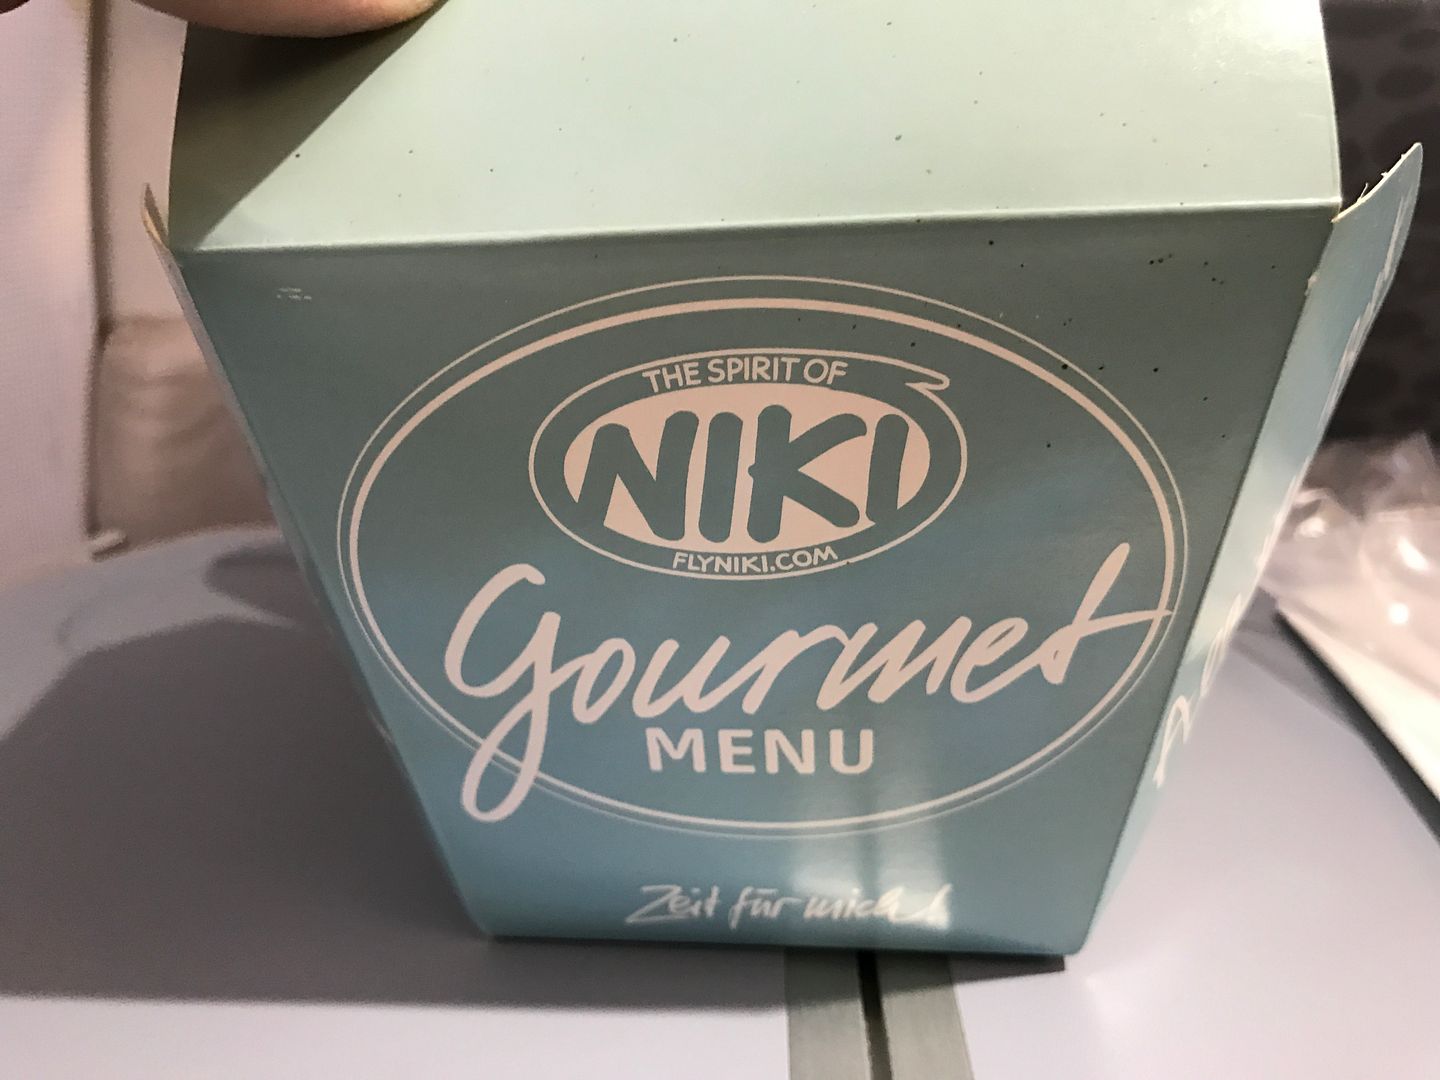 THE SPIRIT OF
NIKI
FLYNIKI.COM
Gourmet
MENU
Zeit für mich!